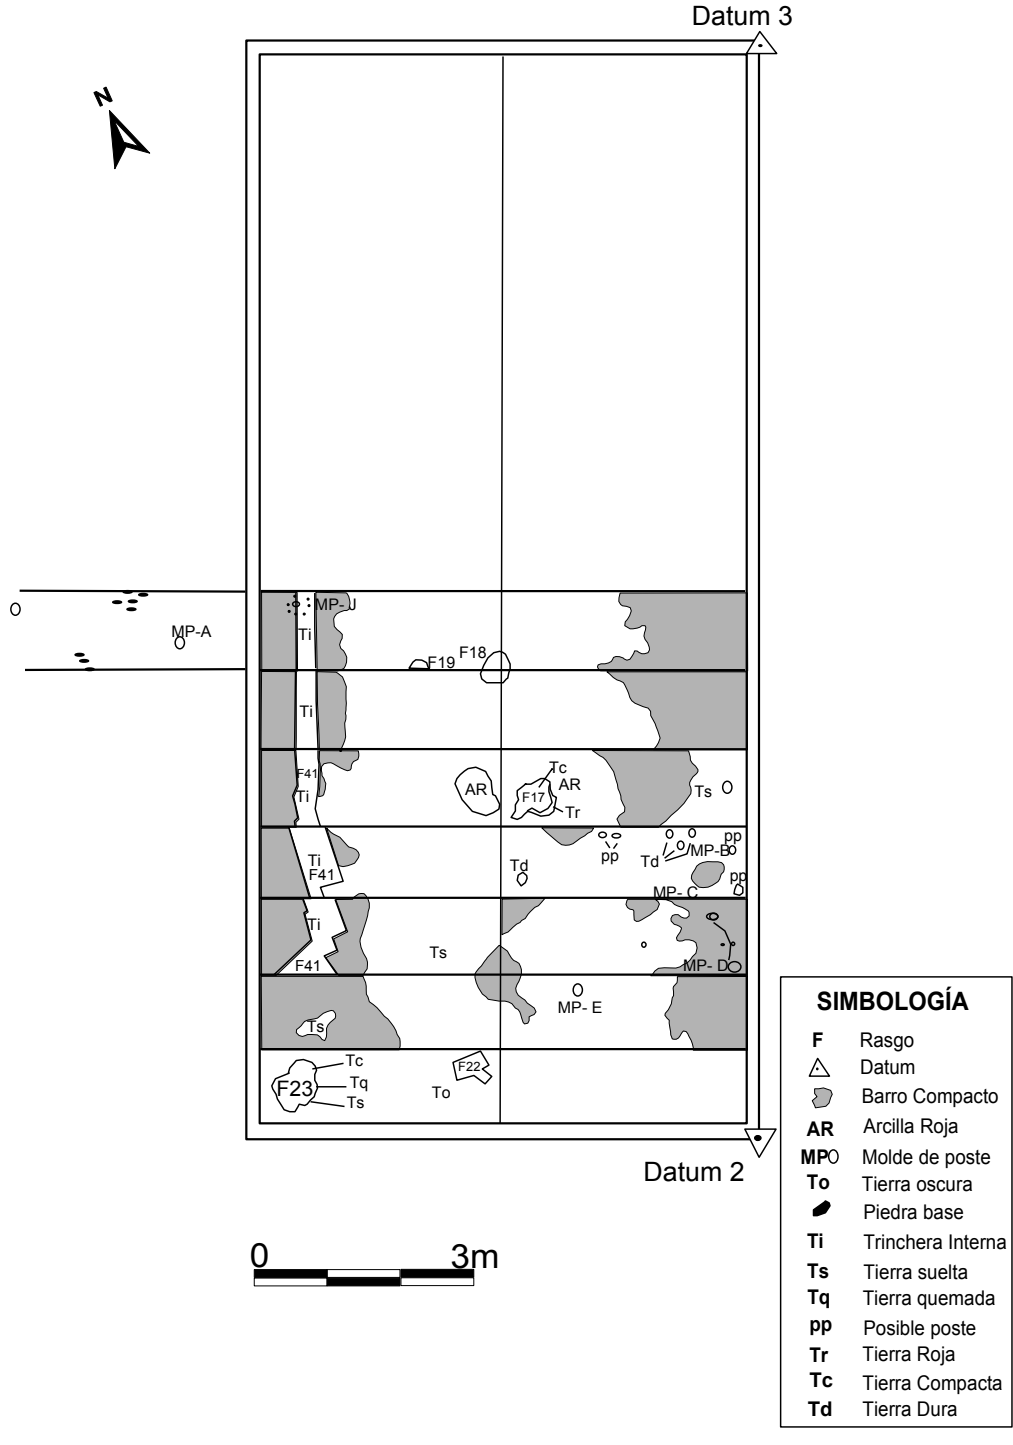 Datum 3
N
MP-J
MP-A
Ti
F18
F19
Ti
F41
Ti
AR
Tc
F17
AR
Tr
Ts
Ti
F41
Td
pp
Td
MP-B
pp
pp
MP- C
Ti
F41
Ts
MP- D
Ts
MP- E
F23
Tc
Tq
Ts
F22
To
Datum 2
0 3m
SIMBOLOGÍA
F Rasgo
Datum
Barro Compacto
AR Arcilla Roja
MP Molde de poste
To Tierra oscura
Piedra base
Ti Trinchera Interna
Ts Tierra suelta
Tq Tierra quemada
pp Posible poste
Tr Tierra Roja
Tc Tierra Compacta
Td Tierra Dura